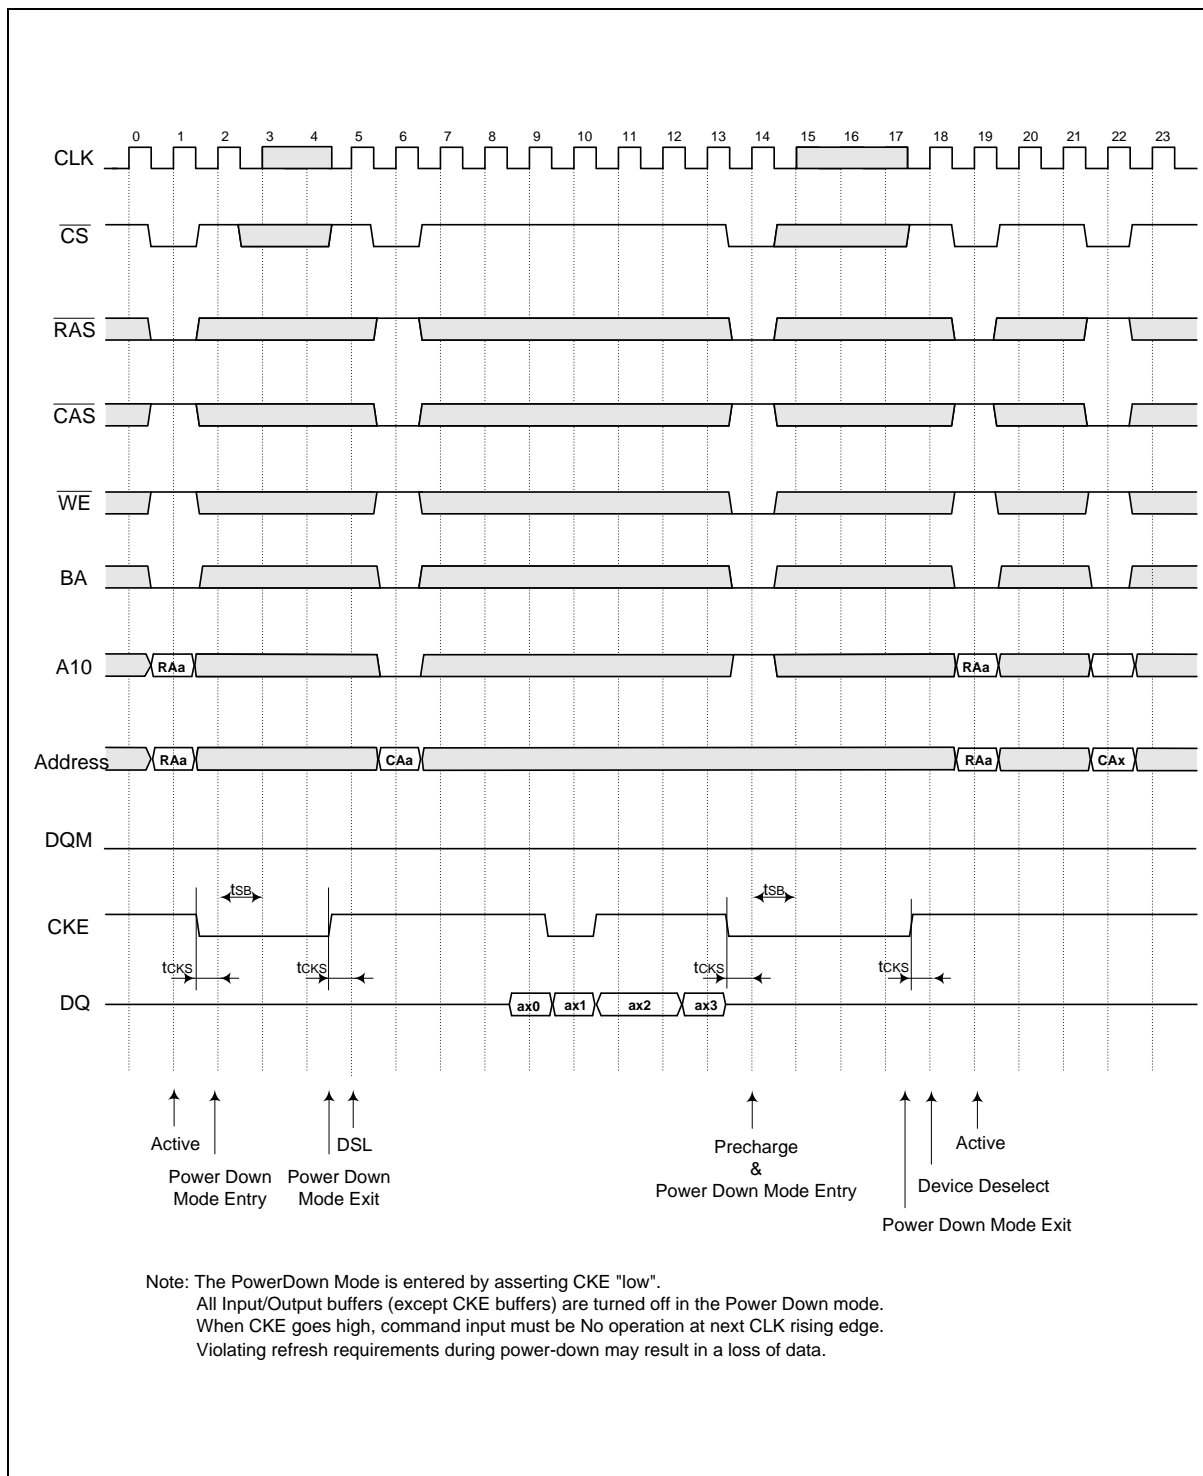 0 1 2 3 4 5 6 7 8 9 10 11 12 13 14 15 16 17 18 19 20 21 22 23
CLK
CS
RAS
CAS
WE
BA
A10 RAa RAa
Address RAa CAa RAa CAx
DQM
tSB tSB
CKE
tCKS tCKS tCKS tCKS
DQ ax0 ax1 ax2 ax3
Active DSL Precharge Active
&
Power Down Power Down Power Down Mode Entry Device Deselect
Mode Entry Mode Exit
Power Down Mode Exit
Note: The PowerDown Mode is entered by asserting CKE "low".
All Input/Output buffers (except CKE buffers) are turned off in the Power Down mode.
When CKE goes high, command input must be No operation at next CLK rising edge.
Violating refresh requirements during power-down may result in a loss of data.